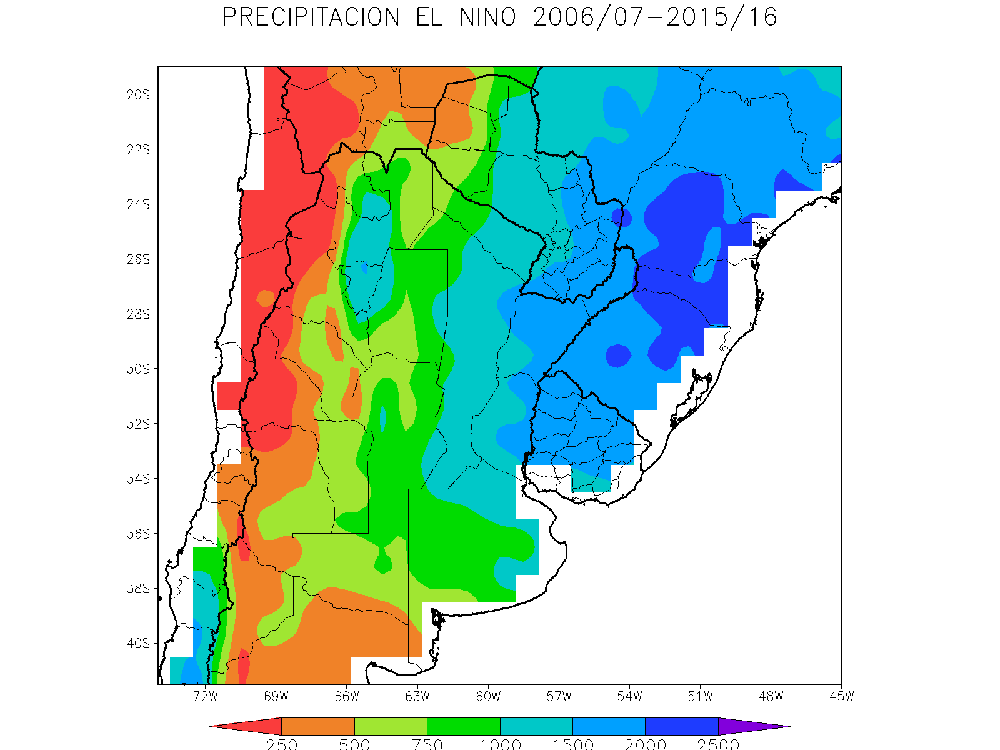 PRECIPITACION EL NINO 2006/07-2015/16
20S
22S
24S
26S
28S
30S
32S
34S
36S
38S
40S
72W 69W 66W 63W 60W 57W 54W 51W 48W 45W
250 500 750 1000 1500 2000 2500